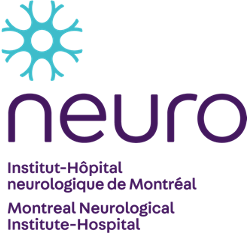 neuro
Institut-Hôpital
neurologique de Montréal
Montreal Neurological
Institute-Hospital